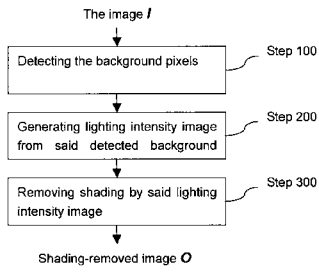 The image I
Detecting the background pixels
Step 100
Generating lighting intensity image
from said detected background
Step 200
Removing shading by said lighting
intensity image
Step 300
Shading-removed image O